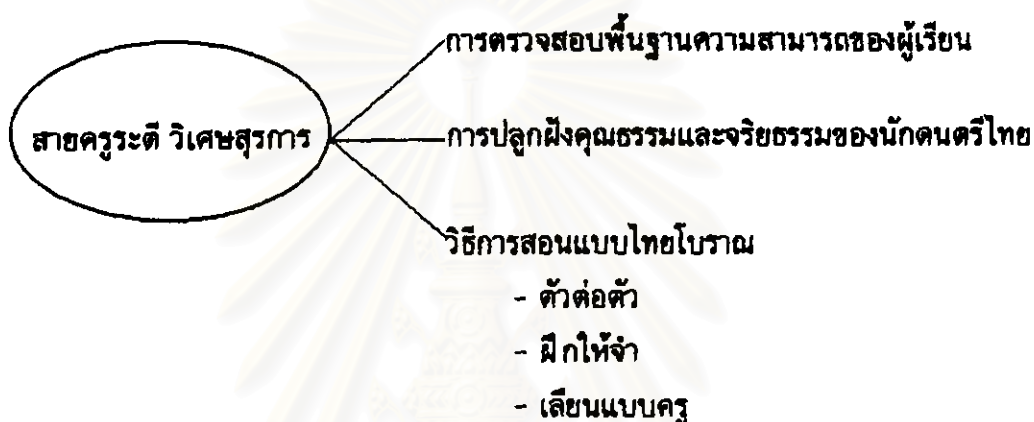 การตรวจสอบพื้นฐานความสามารถของผู้เรียน
สายครูระตี วิเศษสุรการ
การปลูกฝังคุณธรรมและจริยธรรมของนักดนตรีไทย
วิธีการสอนแบบไทยโบราณ
- ตัวต่อตัว
- ฝึกให้จำ
- เลียนแบบครู